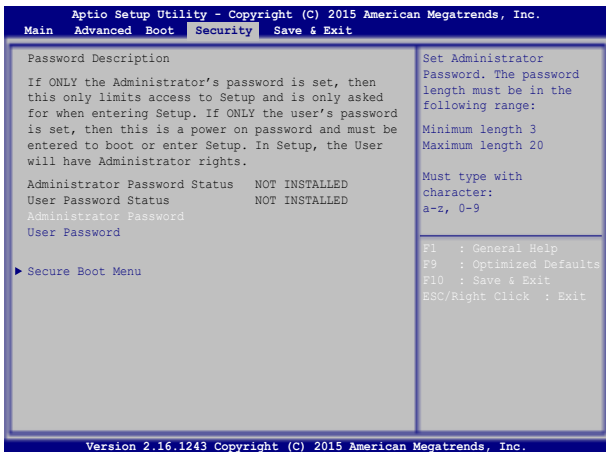 Aptio Setup Utility - Copyright (C) 2015 American Megatrends, Inc.
Main Advanced Boot Security Save & Exit
Password Description
If ONLY the Administrator's password is set, then
this only limits access to Setup and is only asked
for when entering Setup. If ONLY the user's password
is set, then this is a power on password and must be
entered to boot or enter Setup. In Setup, the User
will have Administrator rights.
Administrator Password Status NOT INSTALLED
User Password Status NOT INSTALLED
Administrator Password
User Password
Secure Boot Menu
Set Administrator
Password. The password
length must be in the
following range:
Minimum length 3
Maximum length 20
Must type with
character:
a-z, 0-9
F1 : General Help
F9 : Optimized Defaults
F10 : Save & Exit
ESC/Right Click : Exit
Version 2.16.1243 Copyright (C) 2015 American Megatrends, Inc.